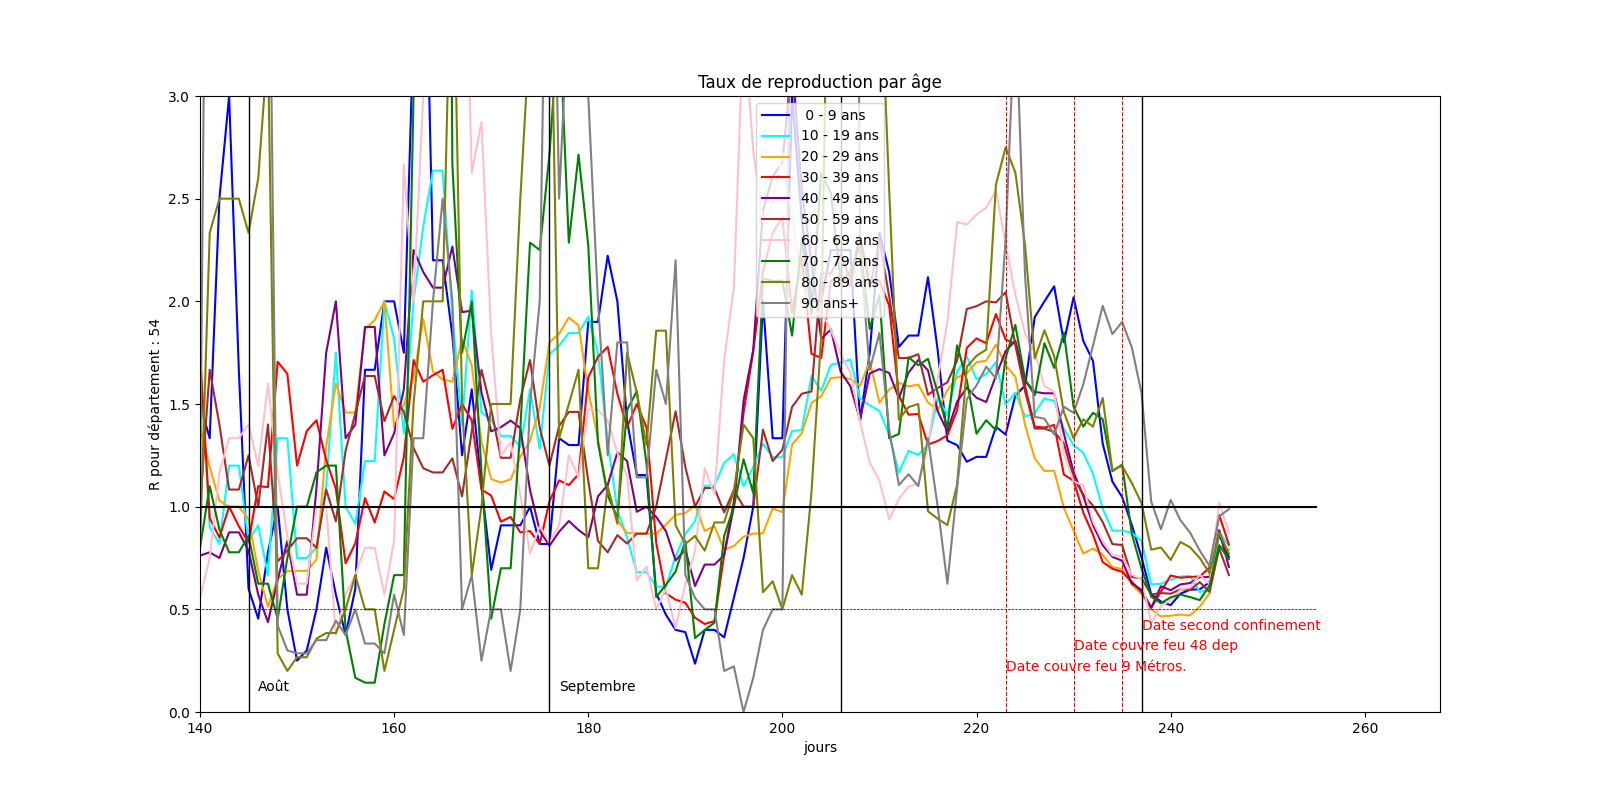 Taux de reproduction par âge
R pour département : 54
3.0
2.5
2.0
1.5
1.0
0.5
0.0
0 - 9 ans
10 - 19 ans
20 - 29 ans
30 - 39 ans
40 - 49 ans
50 - 59 ans
60 - 69 ans
70 - 79 ans
80 - 89 ans
90 ans+
Date second confinement
Date couvre feu 48 dep
Date couvre feu 9 Métros.
Août
Septembre
140
160
180
200
220
240
260
jours